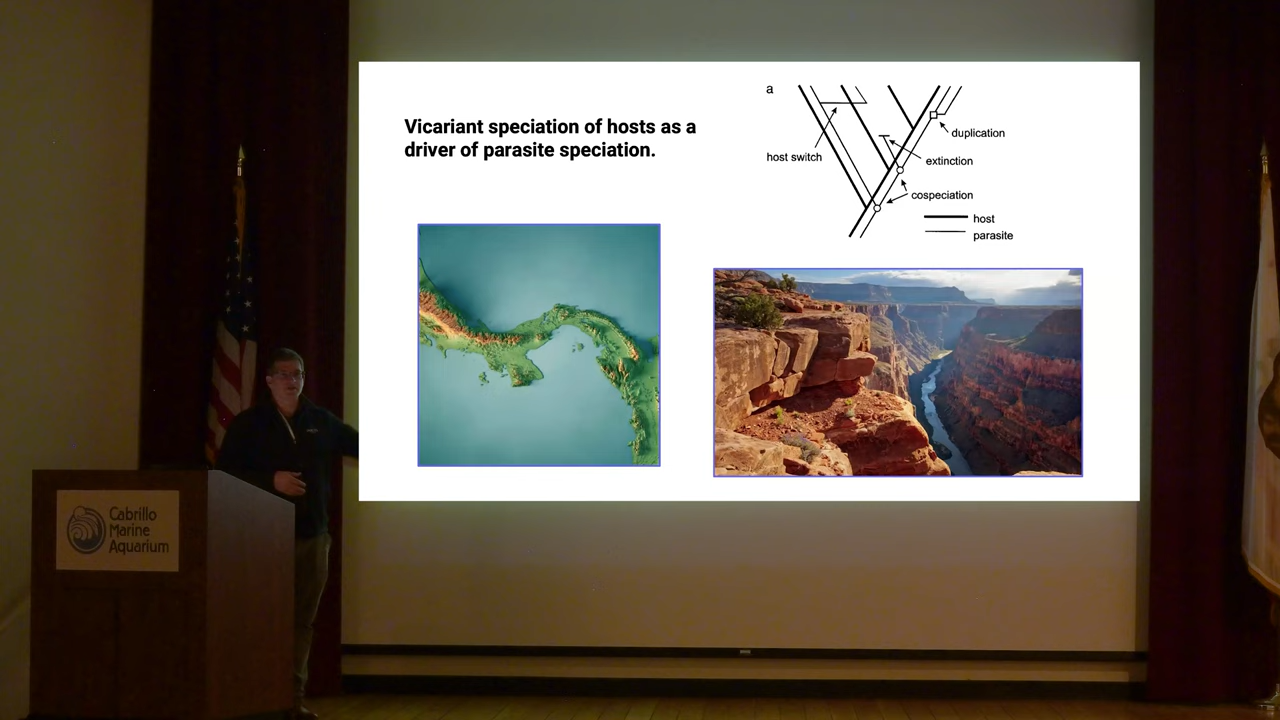 Vicariant speciation of hosts as a
driver of parasite speciation.
a
host switch
duplication
extinction
cospeciation
host
parasite
Cabrillo
Marine
Aquarium